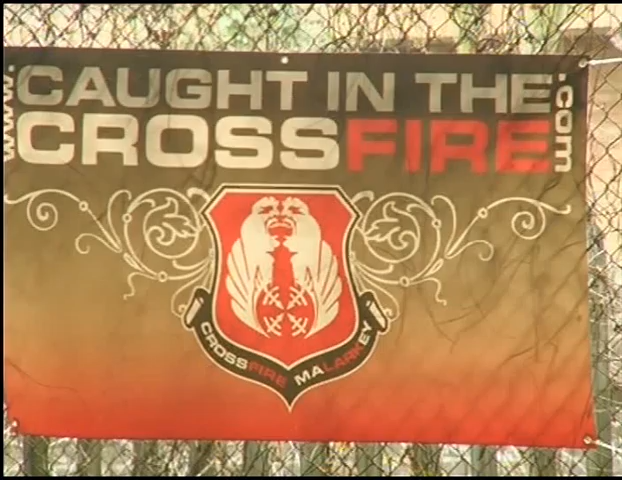 www.
CAUGHT IN THE
CROSSFIRE
.com
CROSSFIRE MALARKEY